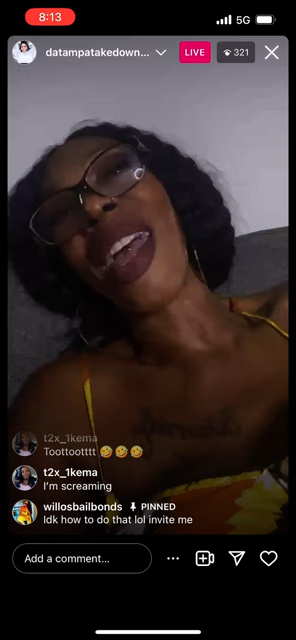 8:13
5G
datampatakedown...
LIVE
321
t2x_1kema
Toottoottt 🤣🤣🤣
t2x_1kema
I'm screaming
willosbailbonds PINNED
Idk how to do that lol invite me
Add a comment...